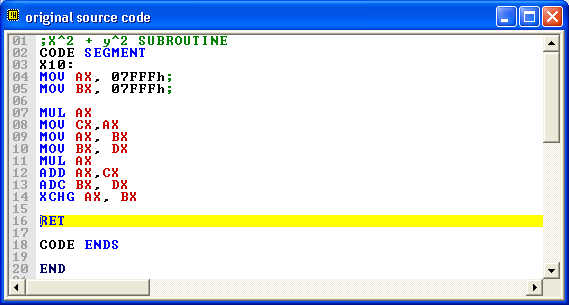 original source code
01 ;X^2 + y^2 SUBROUTINE
02 CODE SEGMENT
03 X10:
04 MOV AX, 07FFFh;
05 MOV BX, 07FFFh;
06
07 MUL AX
08 MOV CX,AX
09 MOV AX, BX
10 MOV BX, DX
11 MUL AX
12 ADD AX,CX
13 ADC BX, DX
14 XCHG AX, BX
15
16 RET
17
18 CODE ENDS
19
20 END